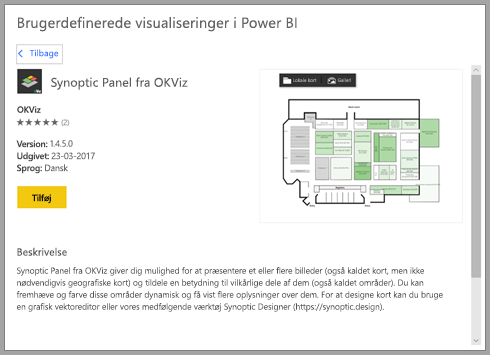 Brugerdefinerede visualiseringer i Power BI
Tilbage
Synoptic Panel fra OKViz
OKViz
(2)
Version: 1.4.5.0
Udgivet: 23-03-2017
Sprog: Dansk
Tilføj
Lokale kort
Galleri
Beskrivelse
Synoptic Panel fra OKViz giver dig mulighed for at præsentere et eller flere billeder (også kaldet kort, men ikke
nødvendigvis geografiske kort) og tildele en betydning til vilkårlige dele af dem (også kaldet områder). Du kan
fremhæve og farve disse områder dynamisk og få vist flere oplysninger over dem. For at designe kort kan du bruge
en grafisk vektoreditor eller vores medfølgende værktøj Synoptic Designer (https://synoptic.design).